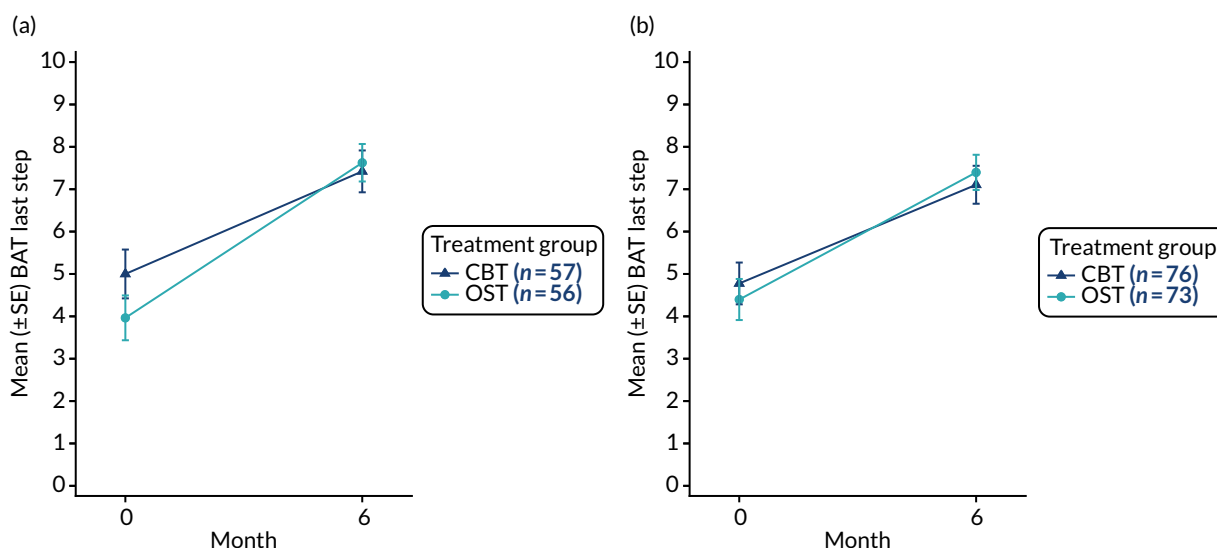 (a)
10
9
8
7
6
5
4
3
2
1
0
Mean (±SE) BAT last step
0
6
Month
Treatment group
CBT (n = 57)
OST (n = 56)
(b)
10
9
8
7
6
5
4
3
2
1
0
Mean (±SE) BAT last step
0
6
Month
Treatment group
CBT (n = 76)
OST (n = 73)